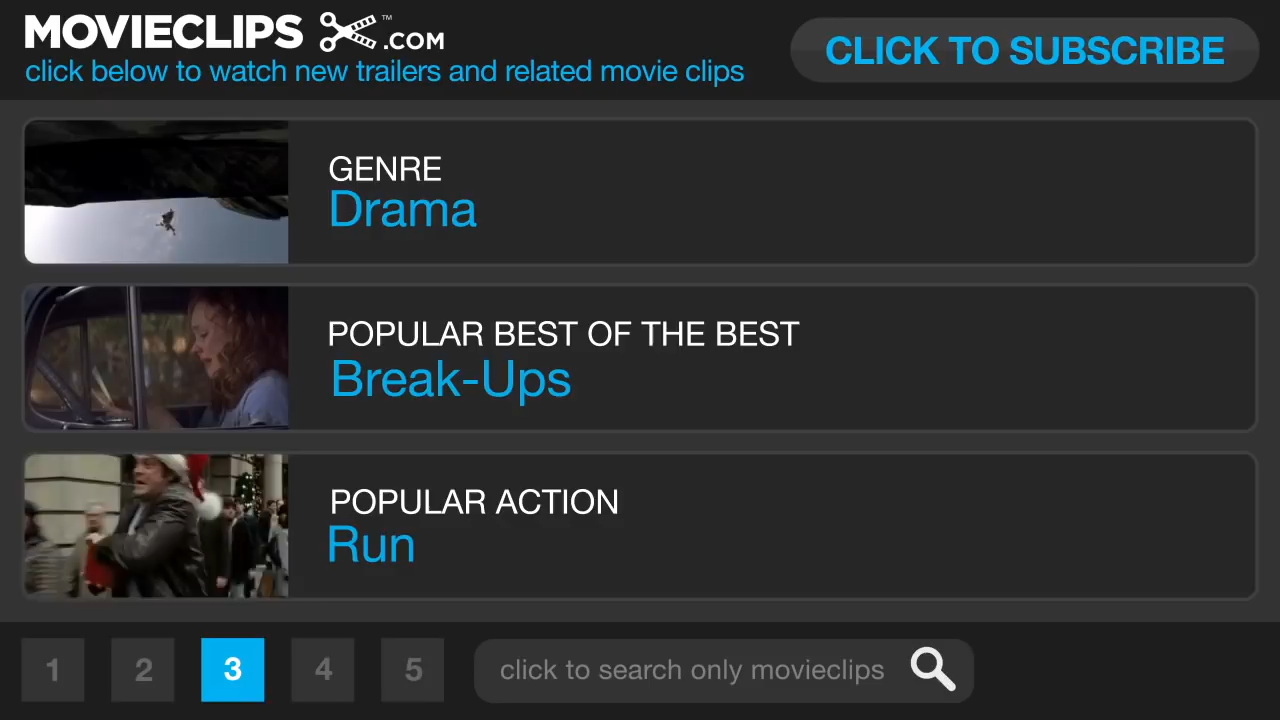 MOVIECLIPS ™ .COM
click below to watch new trailers and related movie clips
CLICK TO SUBSCRIBE
GENRE
Drama
POPULAR BEST OF THE BEST
Break-Ups
POPULAR ACTION
Run
1 2 3 4 5 click to search only movieclips